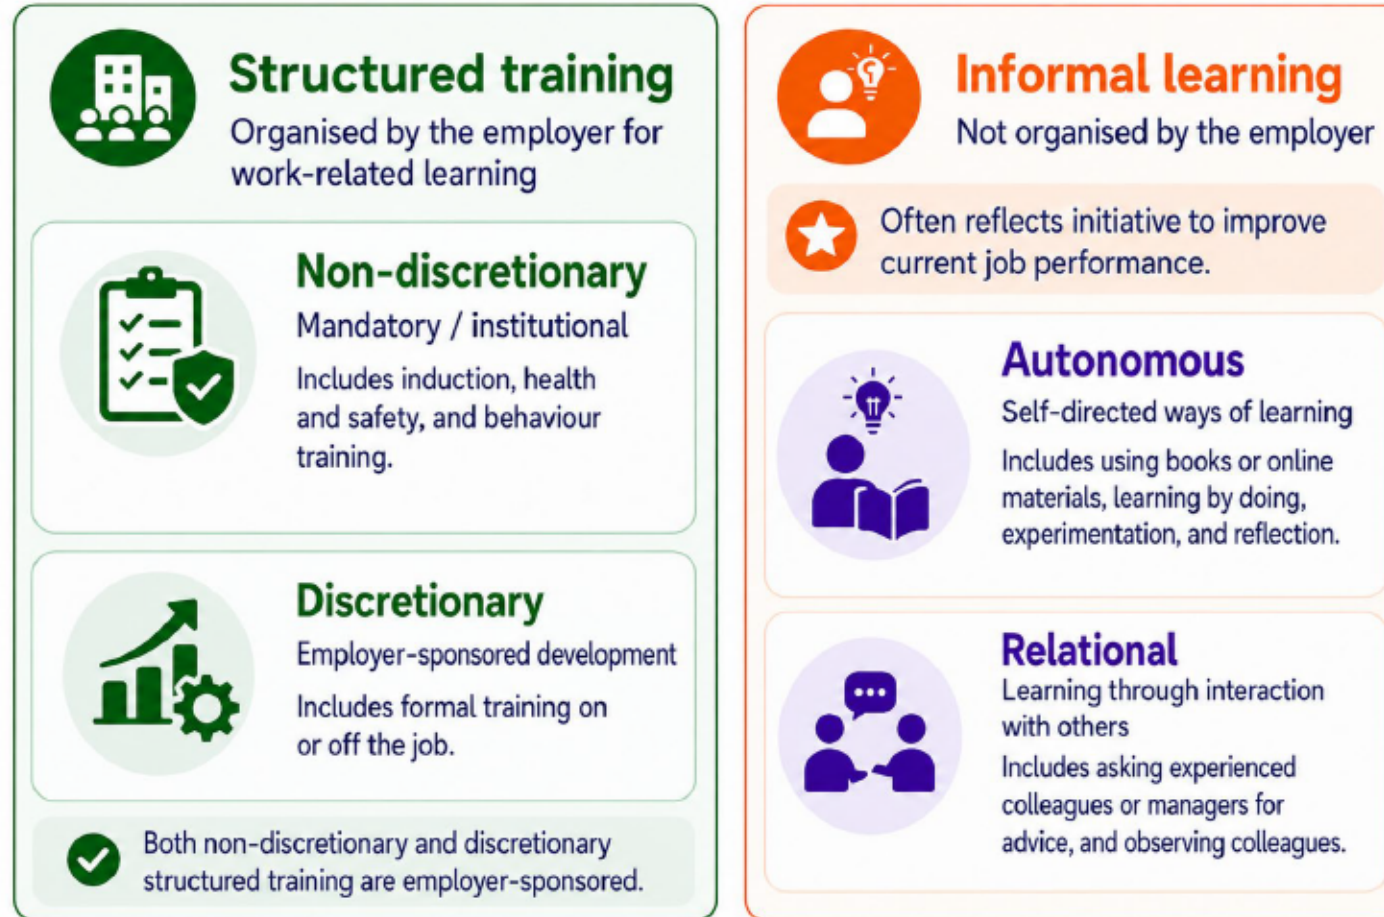 Structured training
Organised by the employer for
work-related learning
Non-discretionary
Mandatory / institutional
Includes induction, health
and safety, and behaviour
training.
Discretionary
Employer-sponsored development
Includes formal training on
or off the job.
Both non-discretionary and discretionary
structured training are employer-sponsored.
Informal learning
Not organised by the employer
Often reflects initiative to improve
current job performance.
Autonomous
Self-directed ways of learning
Includes using books or online
materials, learning by doing,
experimentation, and reflection.
Relational
Learning through interaction
with others
Includes asking experienced
colleagues or managers for
advice, and observing colleagues.